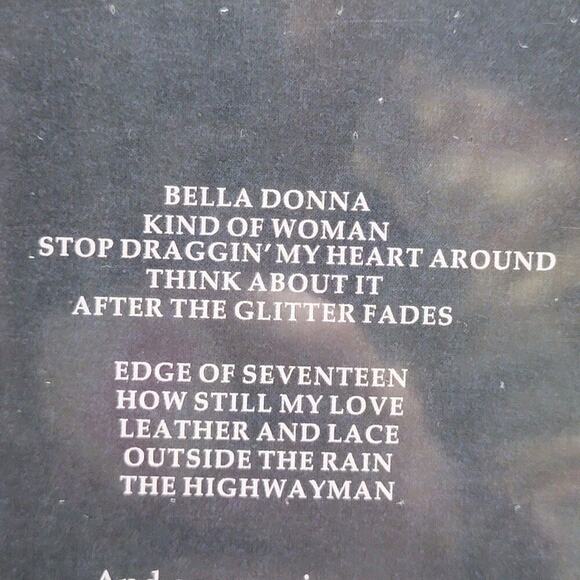 BELLA DONNA
KIND OF WOMAN
STOP DRAGGIN' MY HEART AROUND
THINK ABOUT IT
AFTER THE GLITTER FADES
EDGE OF SEVENTEEN
HOW STILL MY LOVE
LEATHER AND LACE
OUTSIDE THE RAIN
THE HIGHWAYMAN